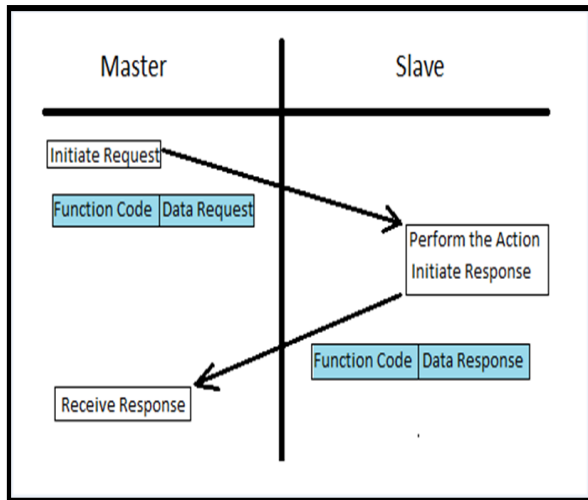 Master
Slave
Initiate Request
Function Code Data Request
Perform the Action
Initiate Response
Function Code Data Response
Receive Response